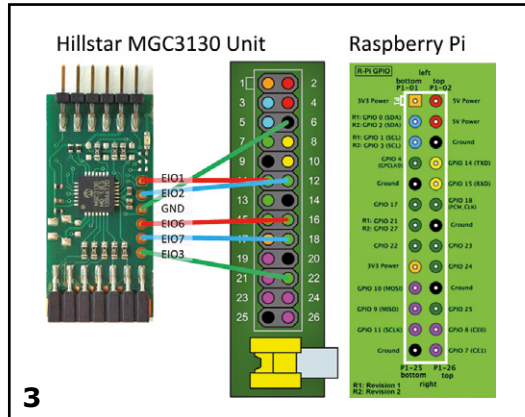 Hillstar MGC3130 Unit
Raspberry Pi
1 2
3 4
5 6
7 8
9 10
11 12
13 14
15 16
17 18
19 20
21 22
23 24
25 26
EIO1
EIO2
GND
EIO6
EIO7
EIO3
R-PI GPIO
left
bottom top
P1-01 P1-02
3V3 Power 5V Power
R1: GPIO 0 (SDA)
R2: GPIO 2 (SDA)
5V Power
R1: GPIO 1 (SCL)
R2: GPIO 3 (SCL)
Ground
GPIO 4
(GPCLK0)
GPIO 14 (TXD)
Ground GPIO 15 (RXD)
GPIO 17
GPIO 18
(PCM_CLK)
R1: GPIO 21
R2: GPIO 27
Ground
GPIO 22 GPIO 23
3V3 Power GPIO 24
GPIO 10 (MOSI) Ground
GPIO 9 (MISO) GPIO 25
GPIO 11 (SCLK) GPIO 8 (CE0)
Ground GPIO 7 (CE1)
P1-25 P1-26
bottom top
right
R1: Revision 1
R2: Revision 2
3